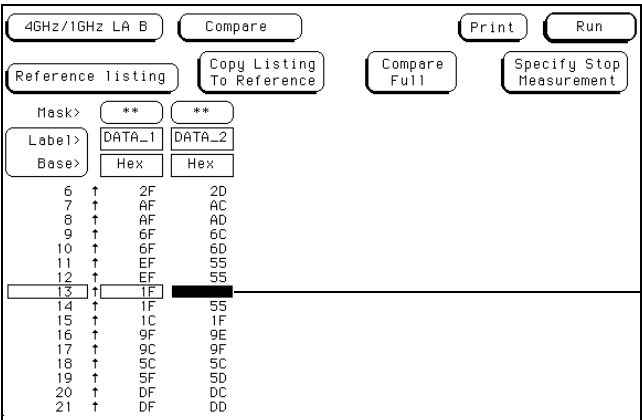 4GHz/1GHz LA B Compare Print Run
Reference listing Copy Listing To Reference Compare Full Specify Stop Measurement
Mask> ** **
Label> DATA_1 DATA_2
Base> Hex Hex
6 ↑ 2F 2D
7 ↑ AF AC
8 ↑ AF AD
9 ↑ 6F 6C
10 ↑ 6F 6D
11 ↑ EF 55
12 ↑ EF 55
13 ↑ 1F
14 ↑ 1F 55
15 ↑ 1C 1F
16 ↑ 9F 9E
17 ↑ 9C 9F
18 ↑ 5C 5C
19 ↑ 5F 5D
20 ↑ DF DC
21 ↑ DF DD